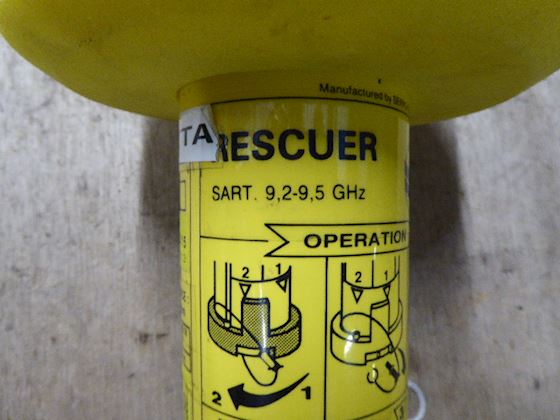 Manufactured by
TA
RESCUER
SART. 9,2-9,5 GHz
OPERATION
2 1
2 1
2 1